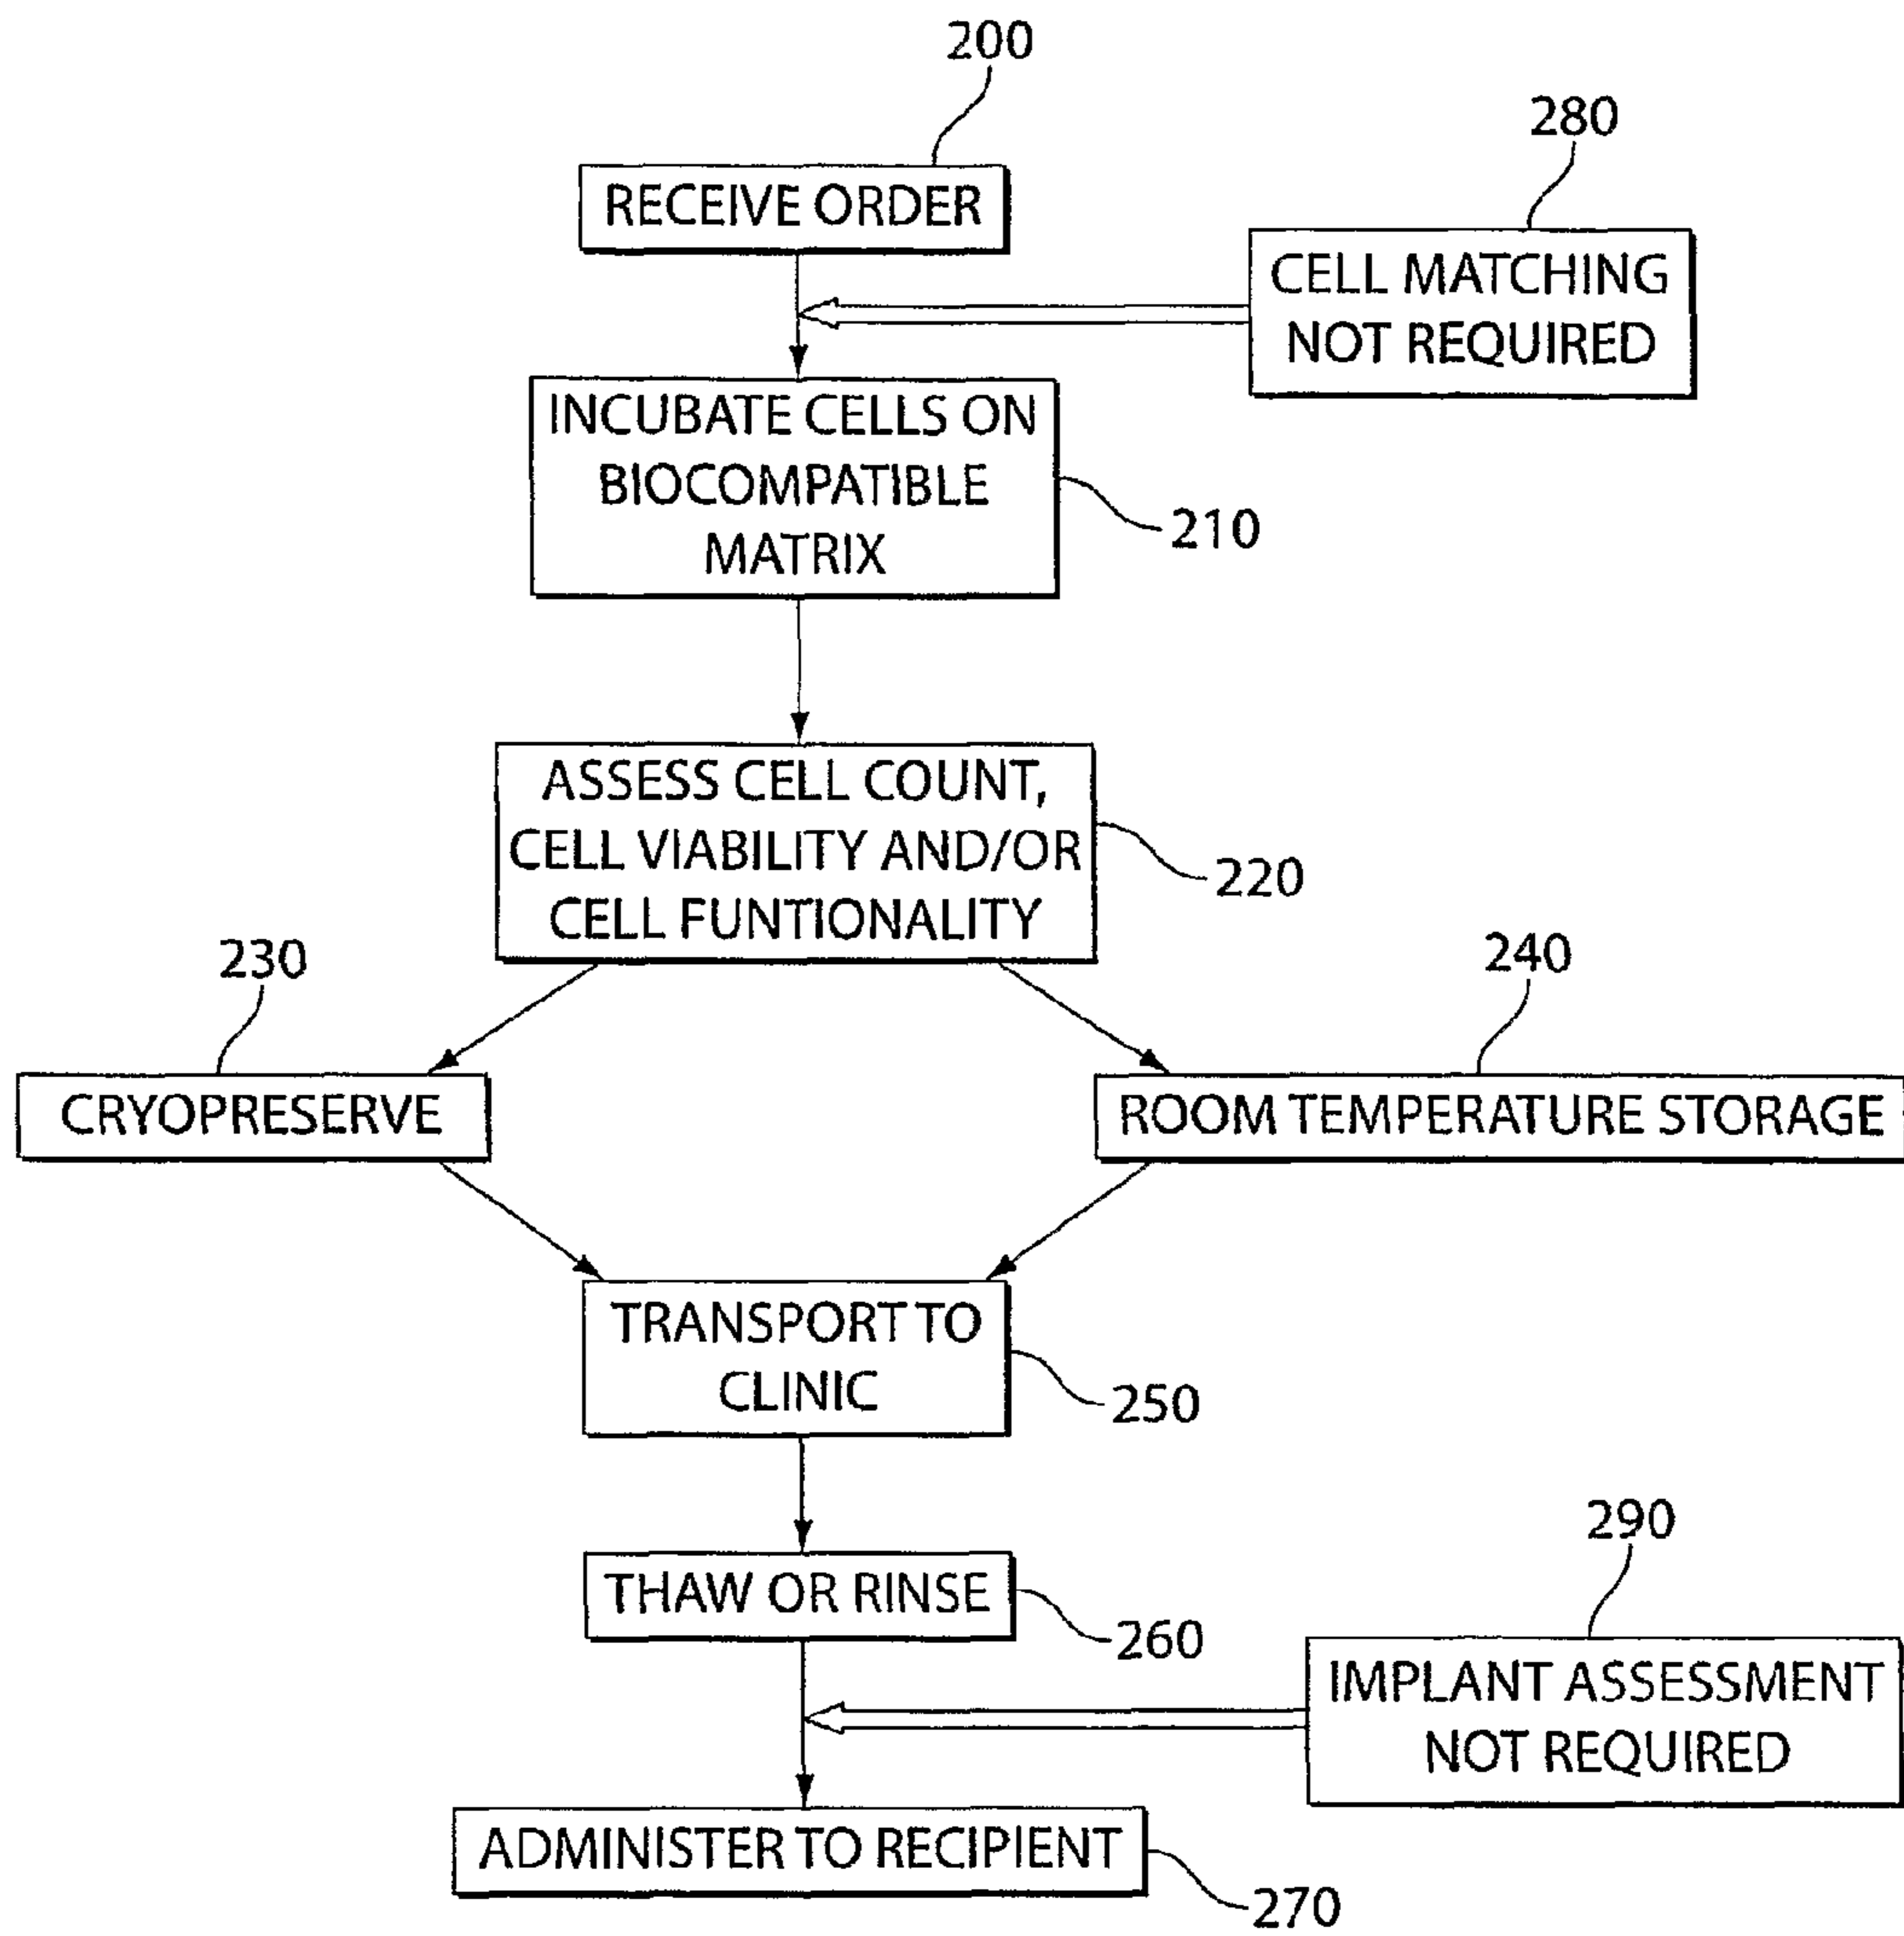 200
RECEIVE ORDER
280
CELL MATCHING
NOT REQUIRED
INCUBATE CELLS ON
BIOCOMPATIBLE
MATRIX
210
ASSESS CELL COUNT,
CELL VIABILITY AND/OR
CELL FUNTIONALITY
220
230
CRYOPRESERVE
240
ROOM TEMPERATURE STORAGE
TRANSPORT TO
CLINIC
250
THAW OR RINSE
260
290
IMPLANT ASSESSMENT
NOT REQUIRED
ADMINISTER TO RECIPIENT
270